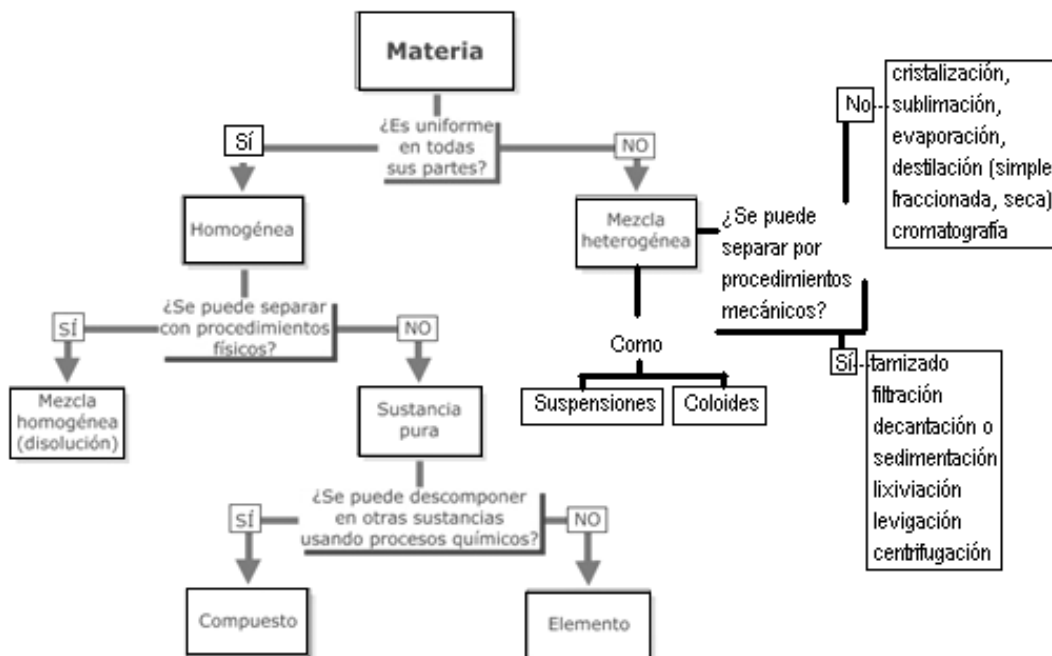 Materia
¿Es uniforme
en todas
sus partes?
Sí
NO
Homogénea
Mezcla
heterogénea
¿Se puede
separar por
procedimientos
mecánicos?
No
cristalización,
sublimación,
evaporación,
destilación (simple
fraccionada, seca)
cromatografía
Sí
tamizado
filtración
decantación o
sedimentación
lixiviación
levigación
centrifugación
Como
Suspensiones
Coloides
¿Se puede separar
con procedimientos
físicos?
SÍ
NO
Mezcla
homogénea
(disolución)
Sustancia
pura
¿Se puede descomponer
en otras sustancias
usando procesos químicos?
SÍ
NO
Compuesto
Elemento